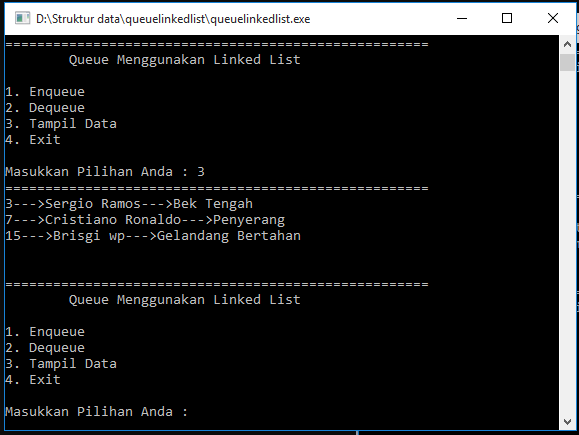 D:\Struktur data\queuelinkedlist\queuelinkedlist.exe
=====================================================
        Queue Menggunakan Linked List
1. Enqueue
2. Dequeue
3. Tampil Data
4. Exit
Masukkan Pilihan Anda : 3
=====================================================
3--->Sergio Ramos--->Bek Tengah
7--->Cristiano Ronaldo--->Penyerang
15--->Brisgi wp--->Gelandang Bertahan
=====================================================
        Queue Menggunakan Linked List
1. Enqueue
2. Dequeue
3. Tampil Data
4. Exit
Masukkan Pilihan Anda :